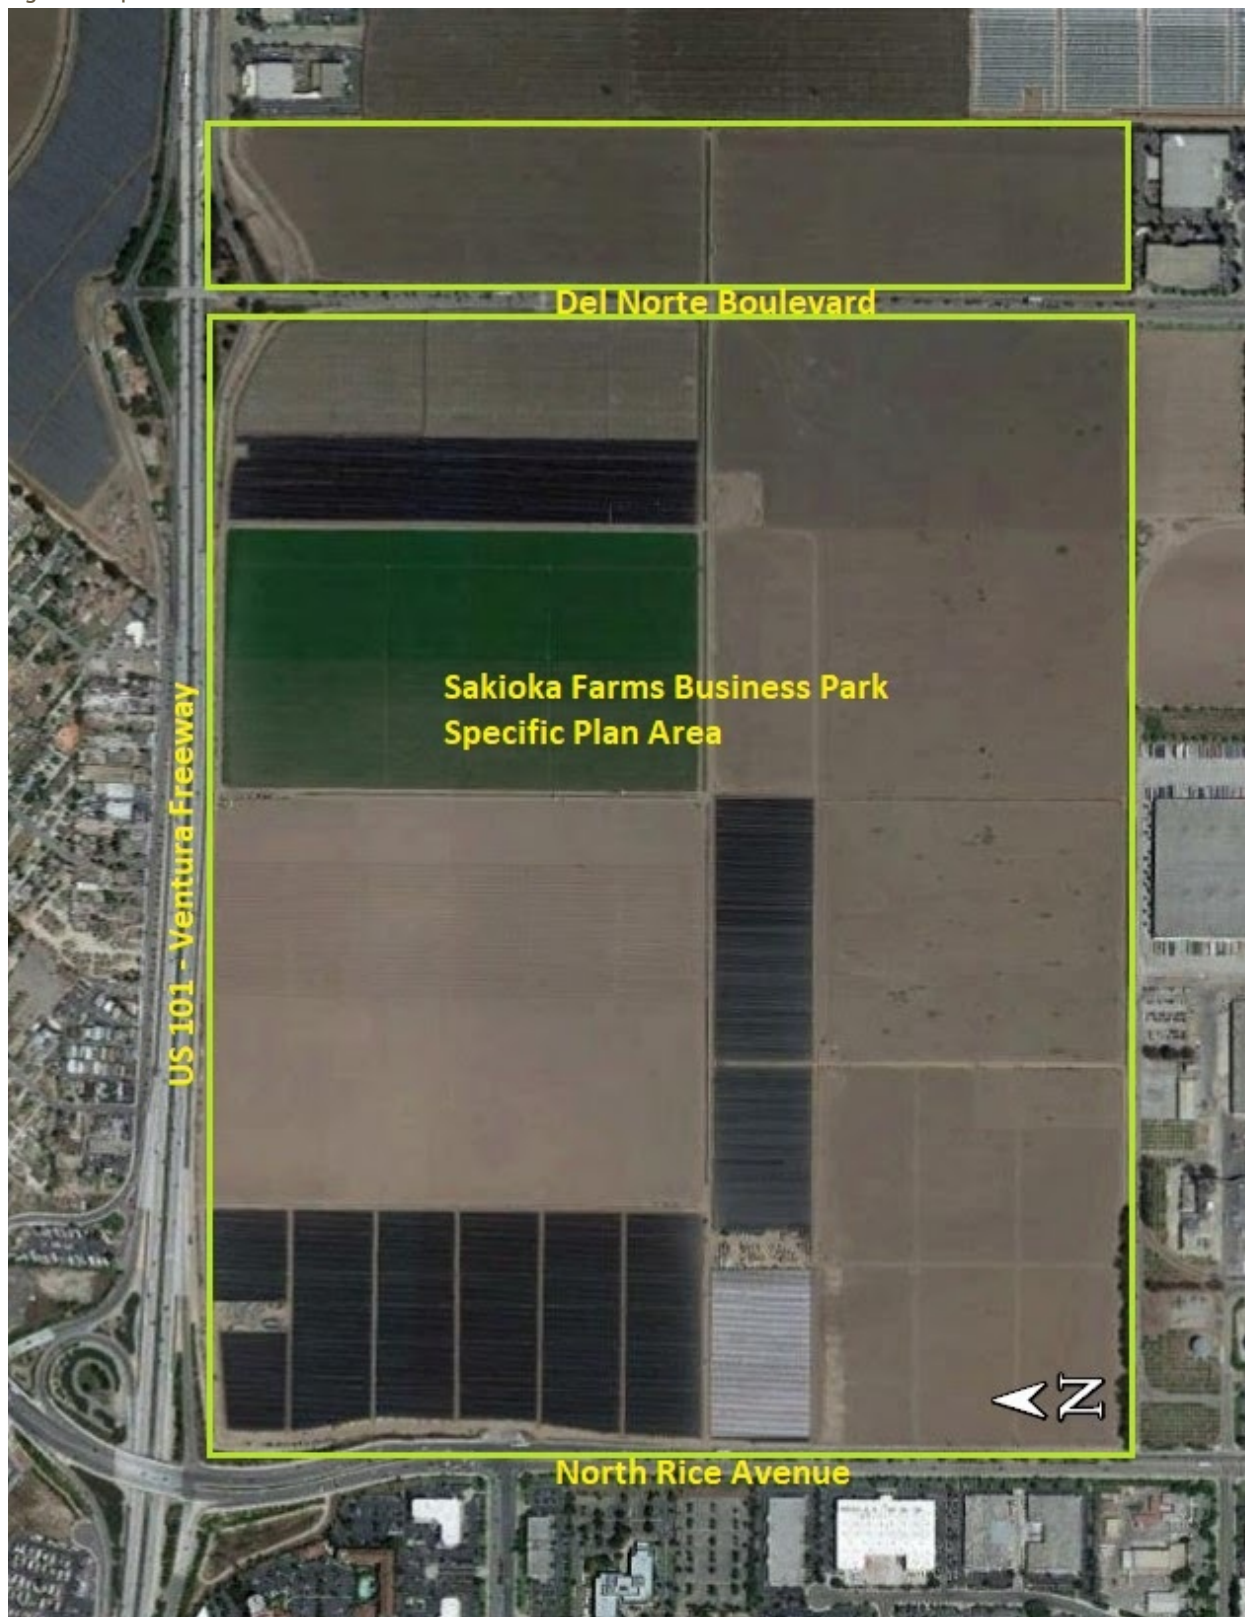 Del Norte Boulevard
Sakioka Farms Business Park
Specific Plan Area
US 101 - Ventura Freeway
N
North Rice Avenue